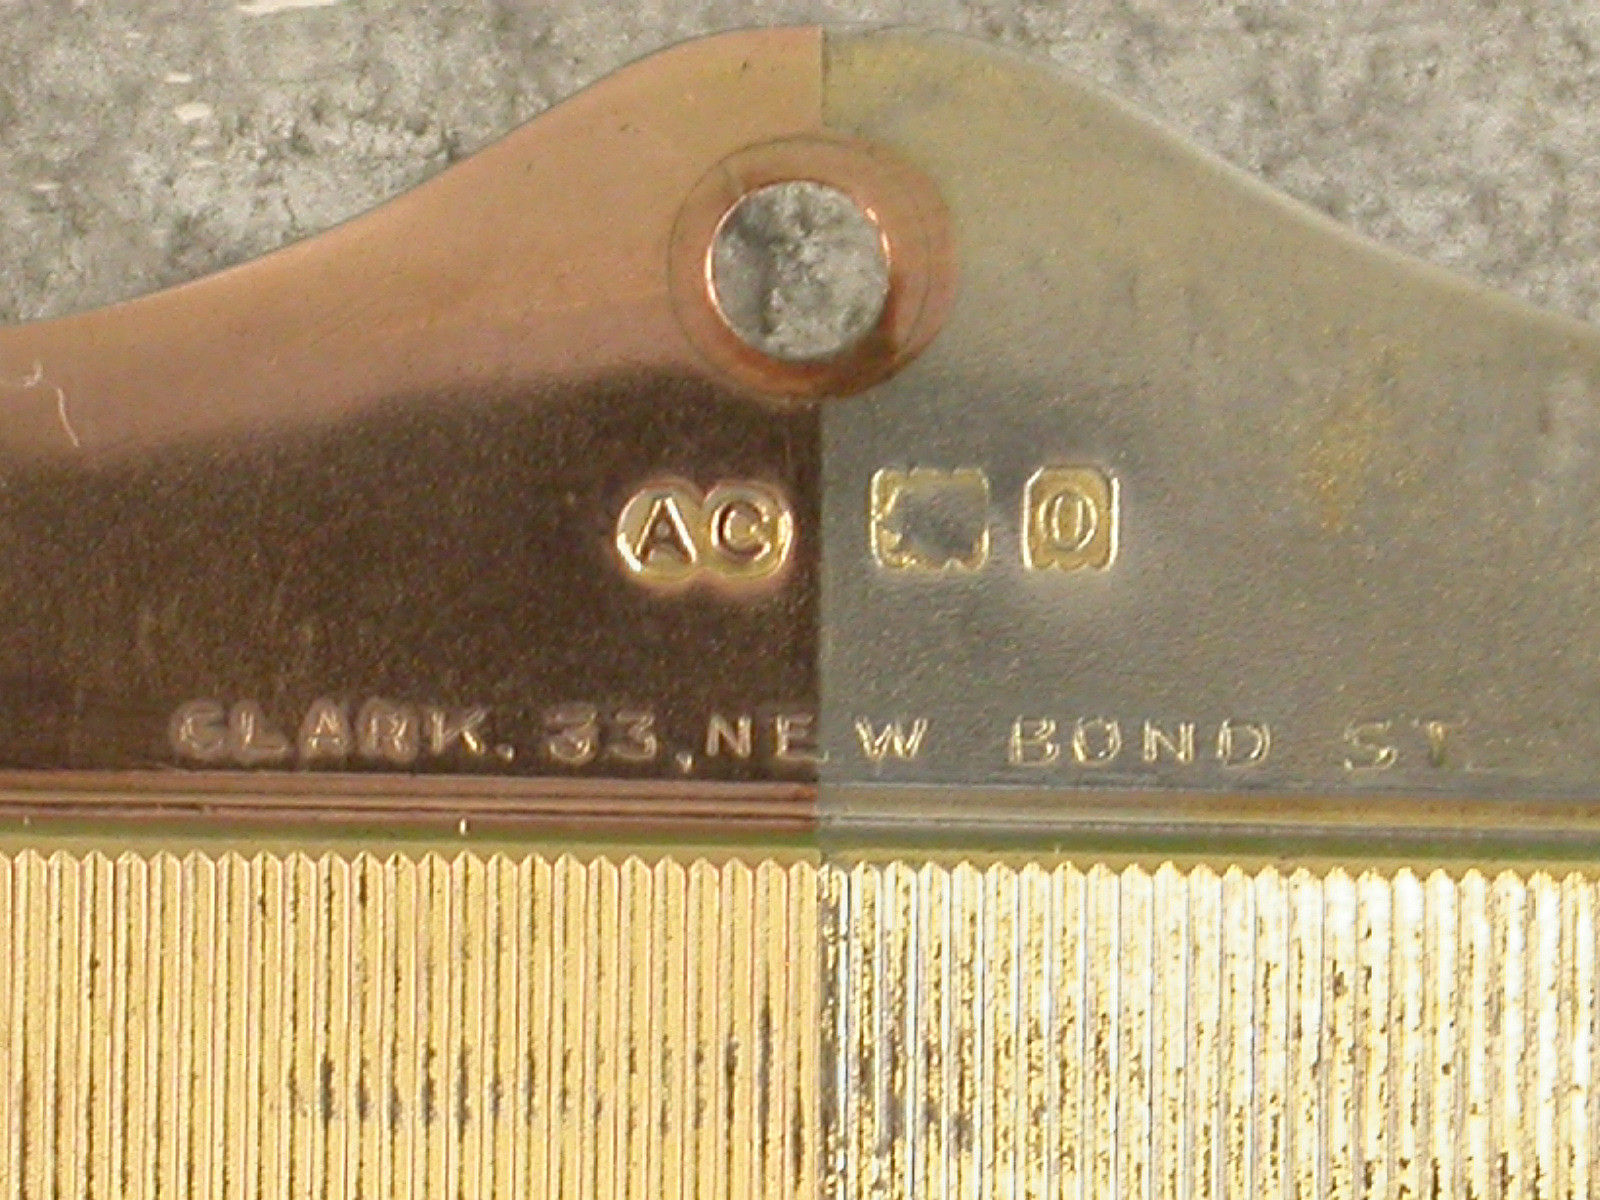 AC O
CLARK. 33, NEW BOND ST